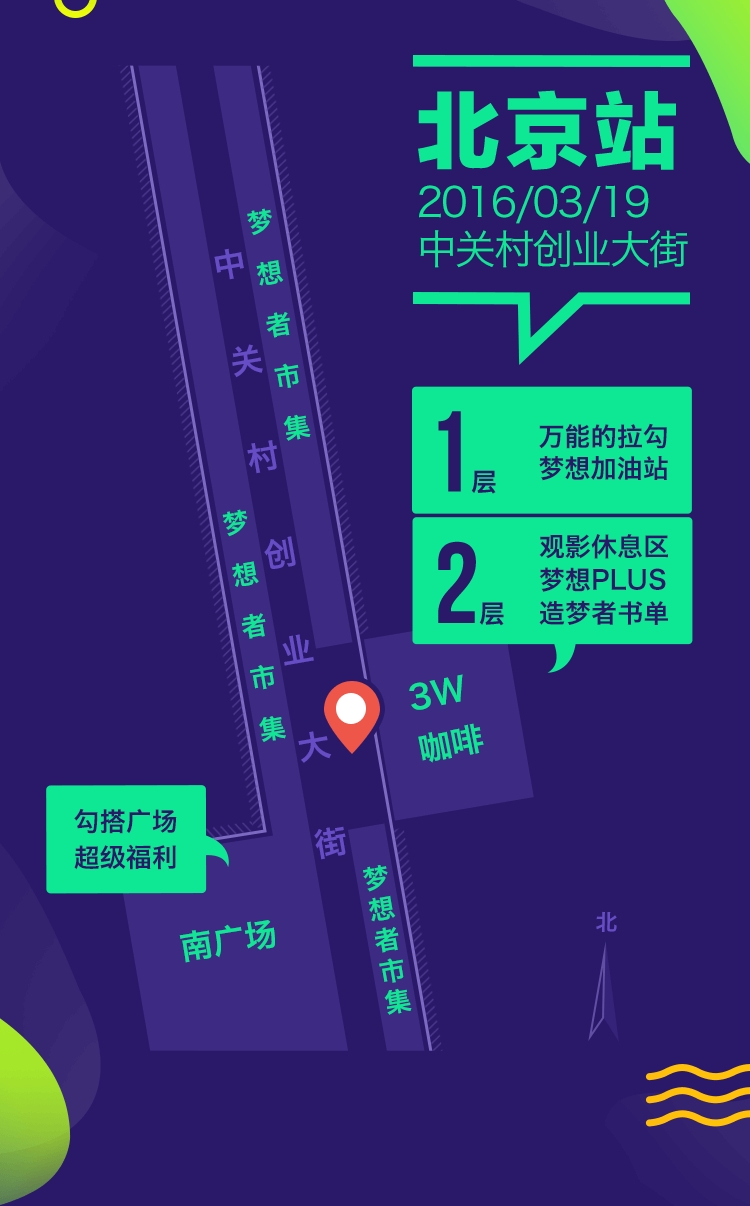 北京站
2016/03/19
中关村创业大街
1层
万能的拉勾
梦想加油站
2层
观影休息区
梦想PLUS
造梦者书单
梦想者市集
中关村创业大街
梦想者市集
3W
咖啡
勾搭广场
超级福利
南广场
梦想者市集
北